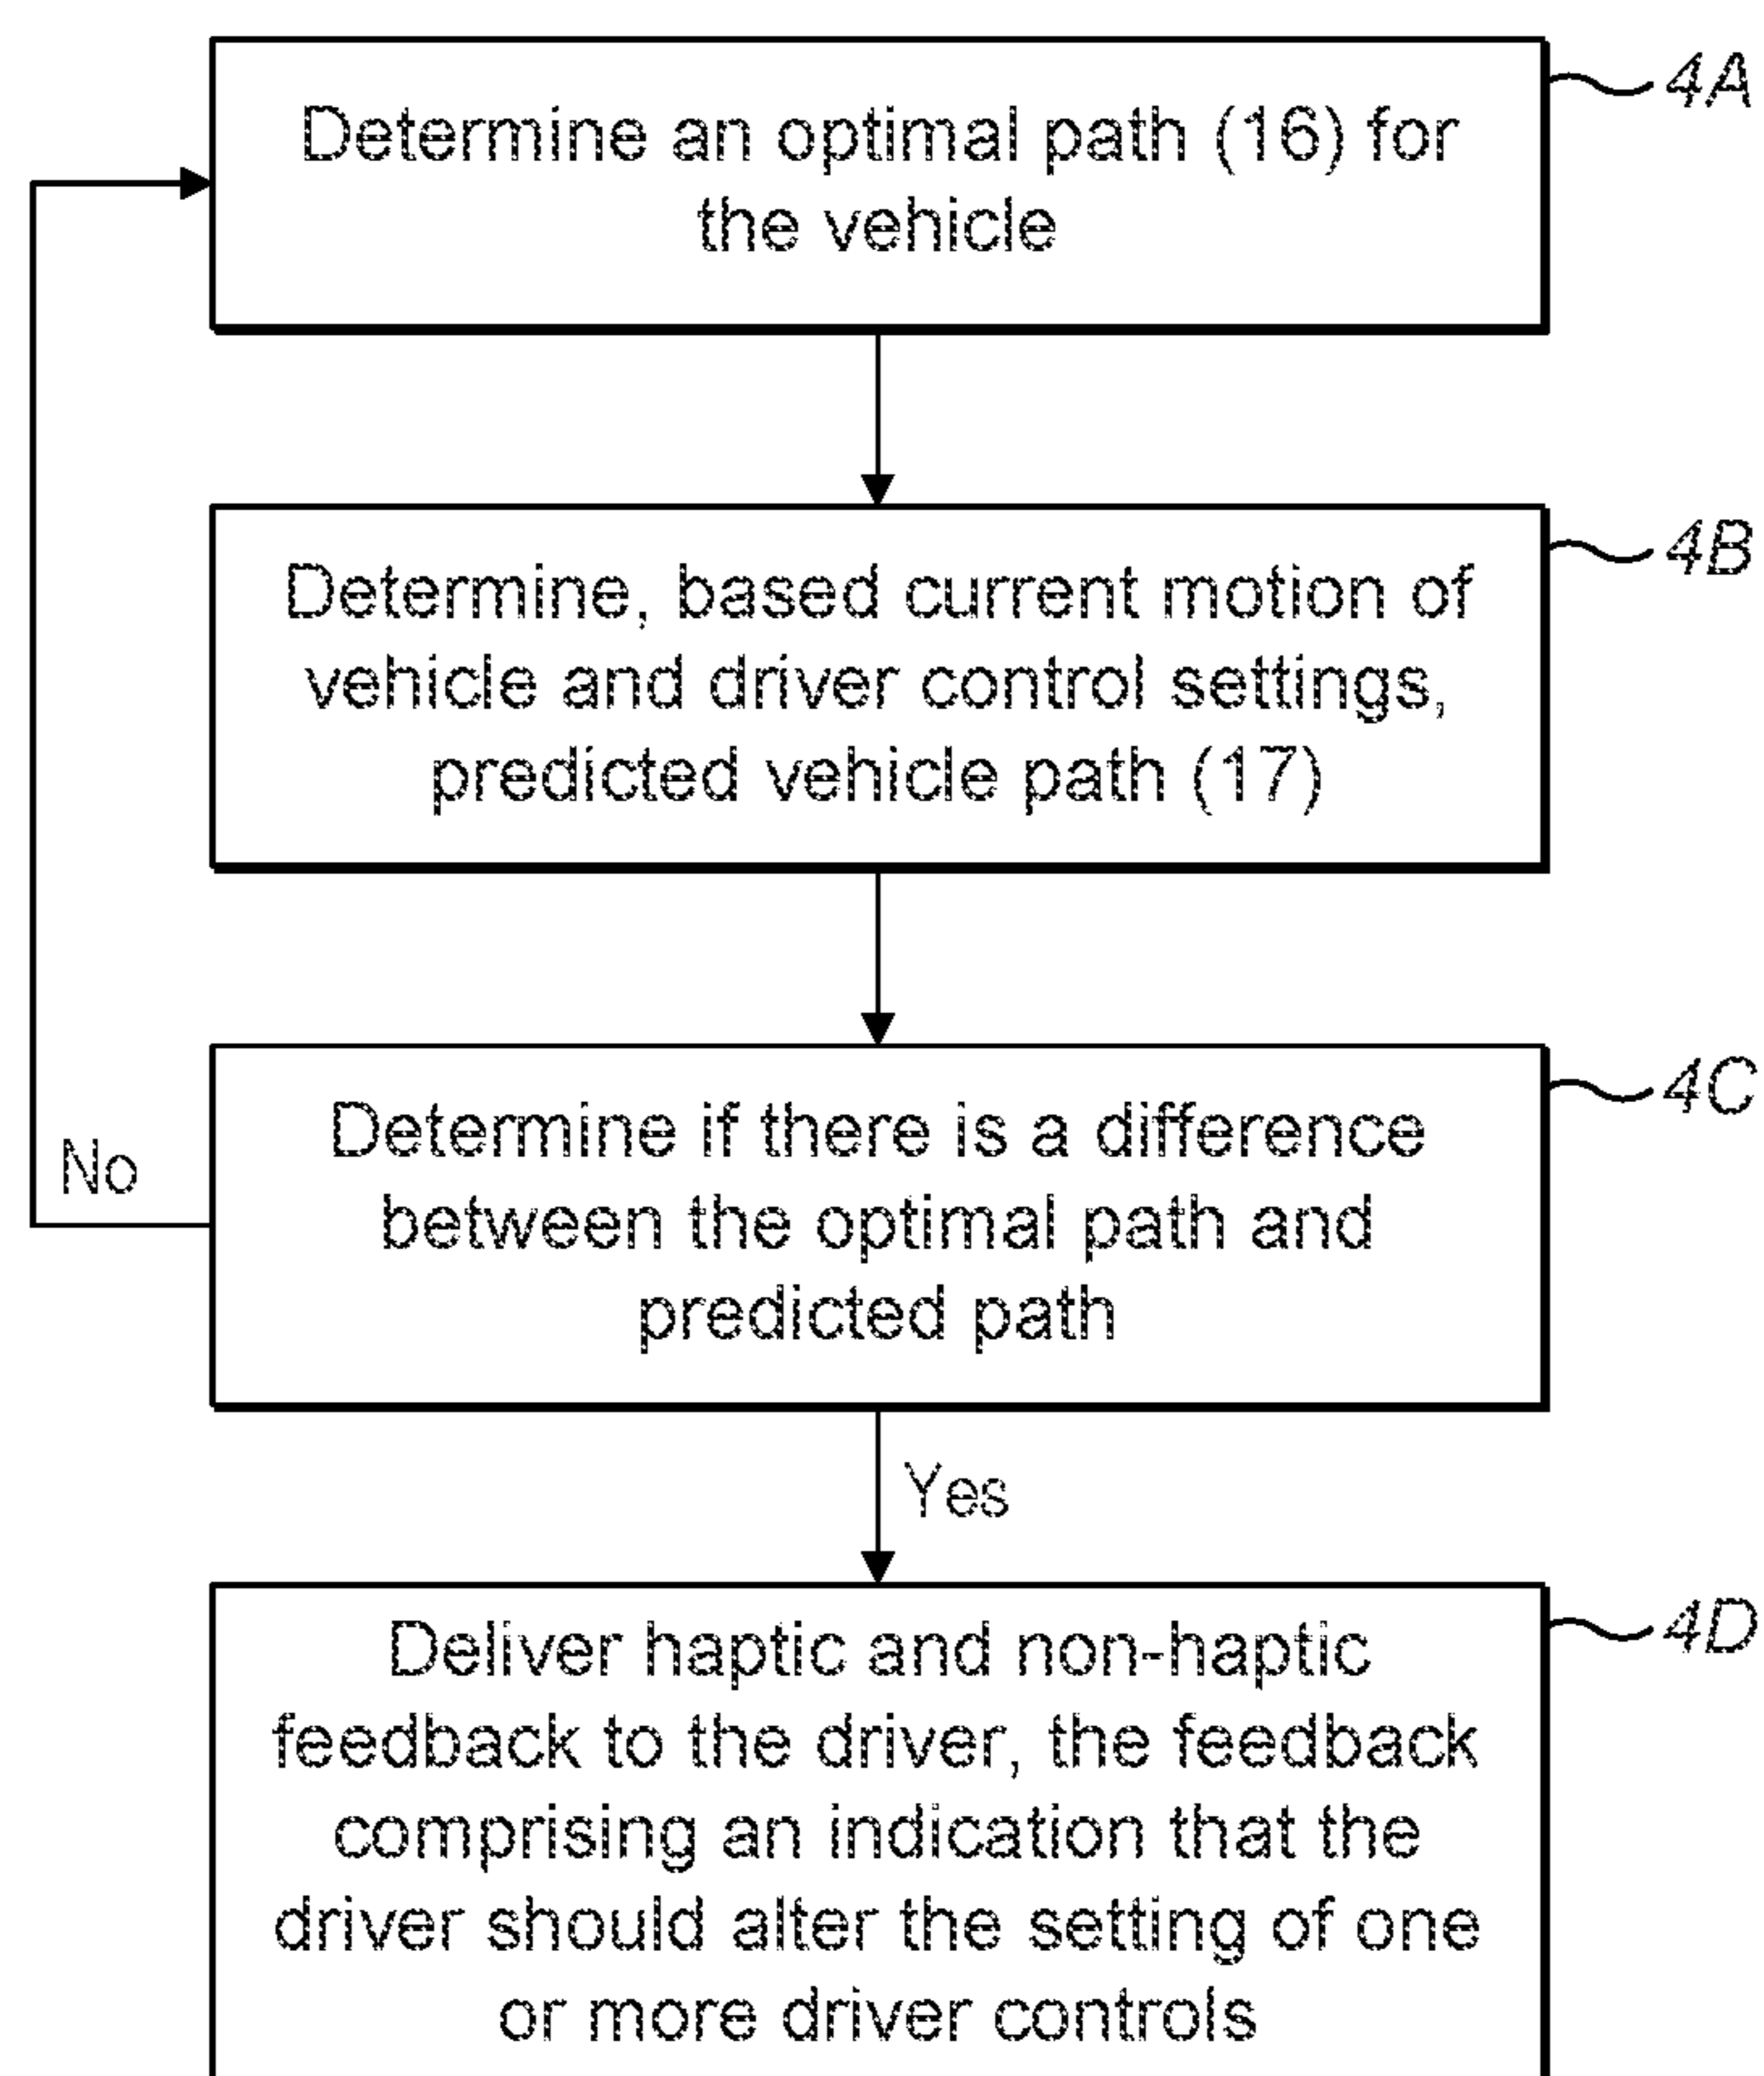 Determine an optimal path (16) for
the vehicle
4A
Determine, based current motion of
vehicle and driver control settings,
predicted vehicle path (17)
4B
Determine if there is a difference
between the optimal path and
predicted path
4C
No
Yes
Deliver haptic and non-haptic
feedback to the driver, the feedback
comprising an indication that the
driver should alter the setting of one
or more driver controls
4D